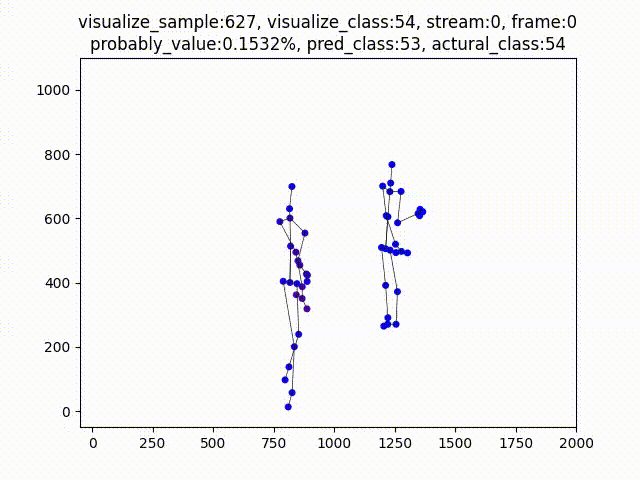 visualize_sample:627, visualize_class:54, stream:0, frame:0
probably_value:0.1532%, pred_class:53, actural_class:54
1000
800
600
400
200
0
0 250 500 750 1000 1250 1500 1750 2000